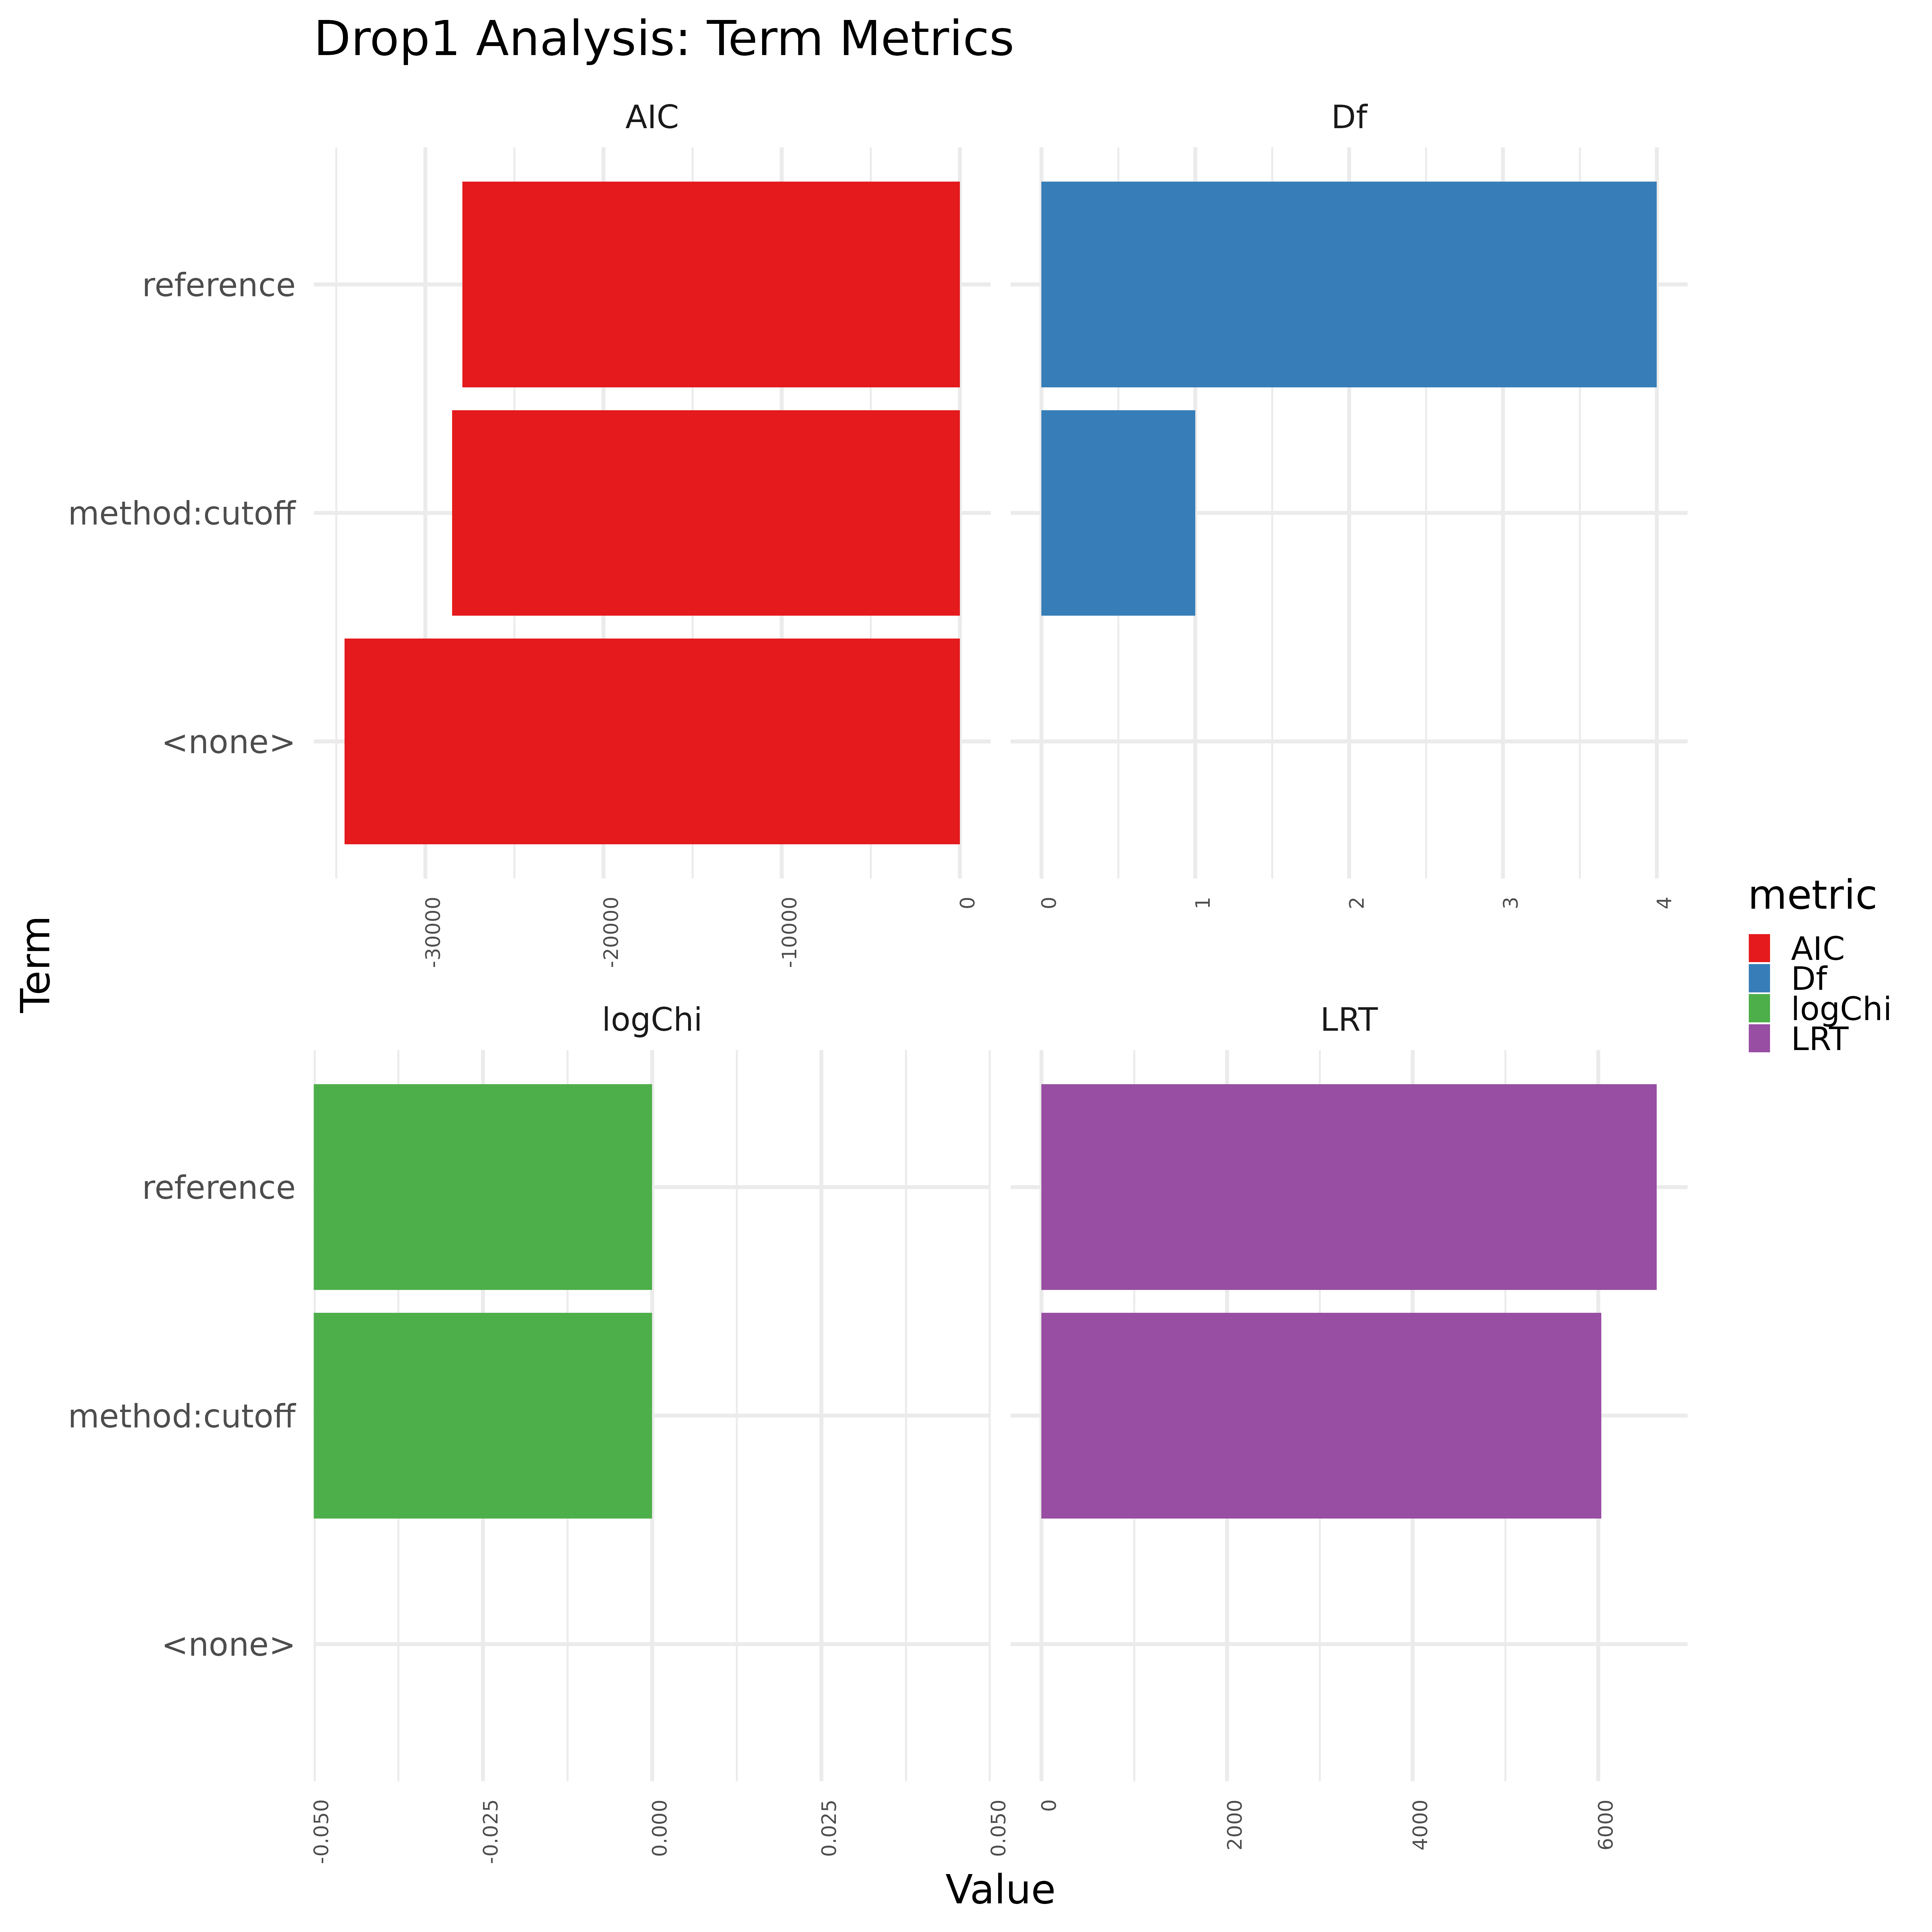 Drop1 Analysis: Term Metrics
AIC
Df
reference
method:cutoff
<none>
-30000
-20000
-10000
0
0
1
2
3
4
Term
metric
AIC
Df
logChi
LRT
logChi
LRT
reference
method:cutoff
<none>
-0.050
-0.025
0.000
0.025
0.050
0
2000
4000
6000
Value